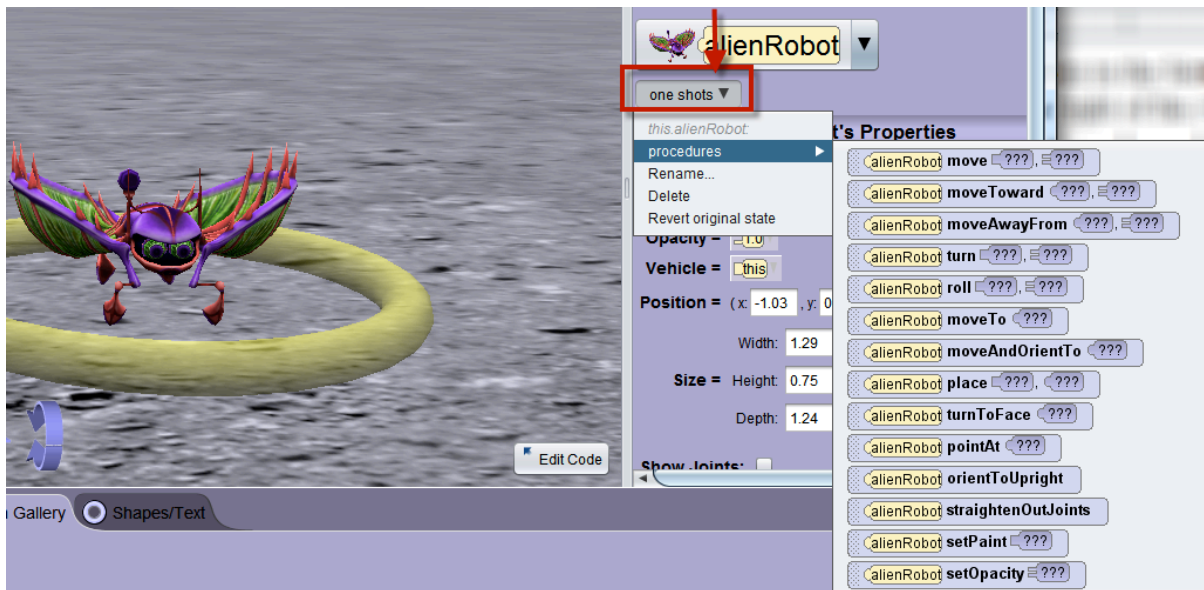 alienRobot
one shots
this.alienRobot:
t's Properties
procedures
Rename...
Delete
Revert original state
Opacity = 1.0
Vehicle = this
Position = ( x: -1.03 , y: 0
Width: 1.29
Size = Height: 0.75
Depth: 1.24
Show Joints:
Edit Code
Gallery
Shapes/Text
alienRobot move ???, ???
alienRobot moveToward ???, ???
alienRobot moveAwayFrom ???, ???
alienRobot turn ???, ???
alienRobot roll ???, ???
alienRobot moveTo ???
alienRobot moveAndOrientTo ???
alienRobot place ???, ???
alienRobot turnToFace ???
alienRobot pointAt ???
alienRobot orientToUpright
alienRobot straightenOutJoints
alienRobot setPaint ???
alienRobot setOpacity ???